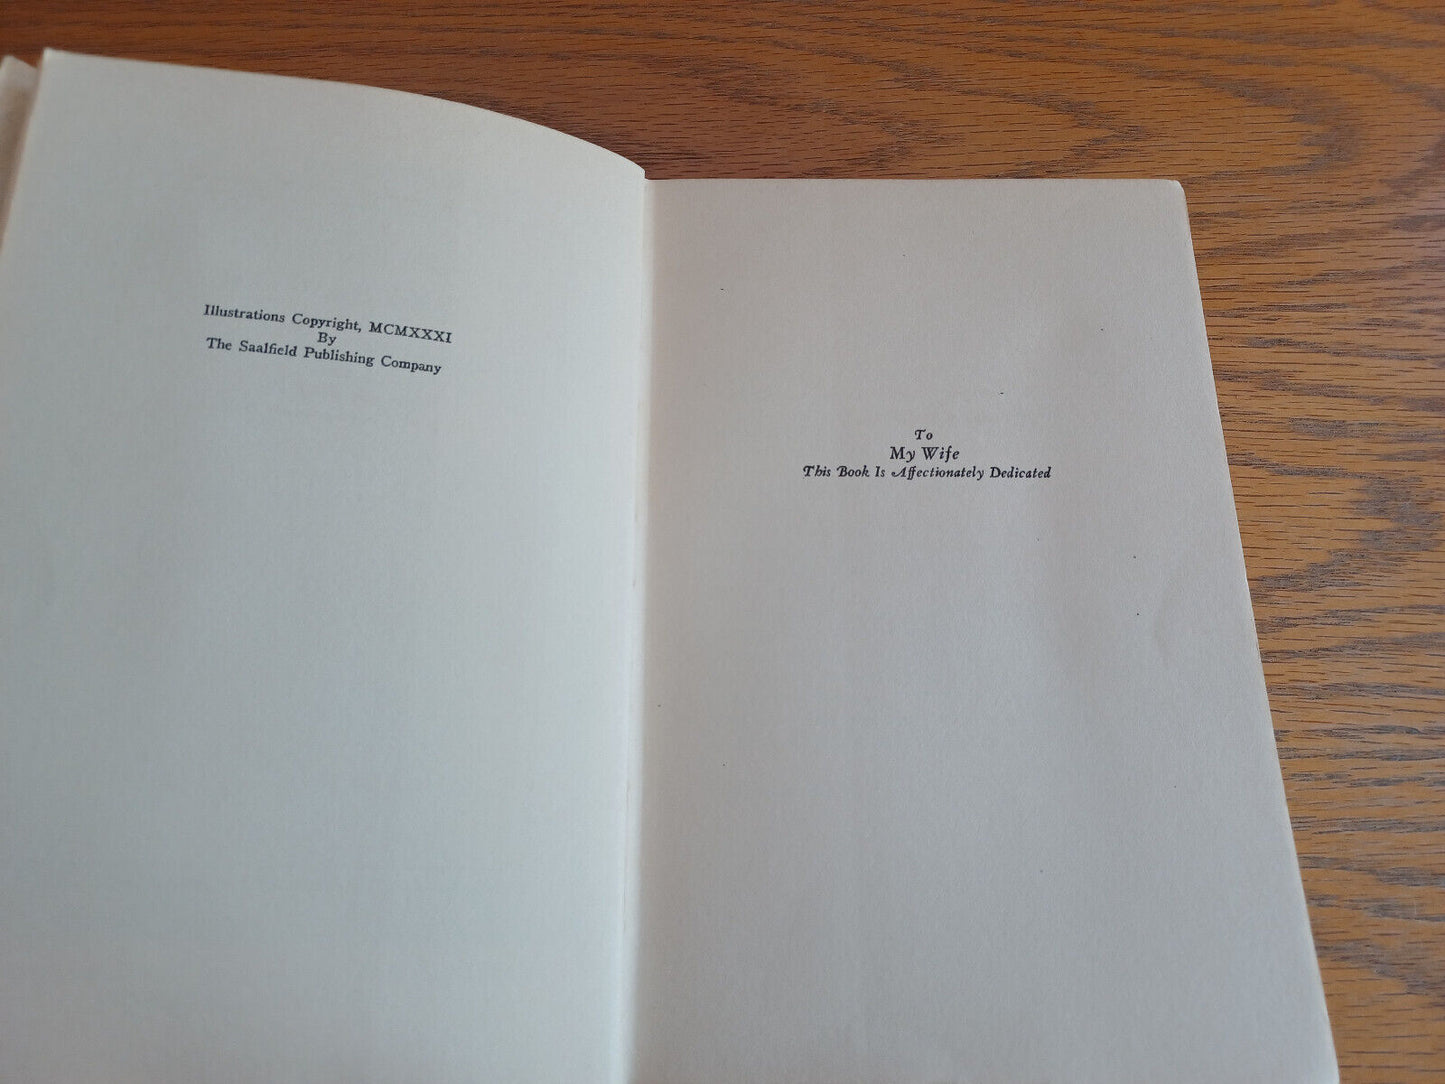 Illustrations Copyright, MCMXXXI
By
The Saalfield Publishing Company
To
My Wife
This Book Is Affectionately Dedicated